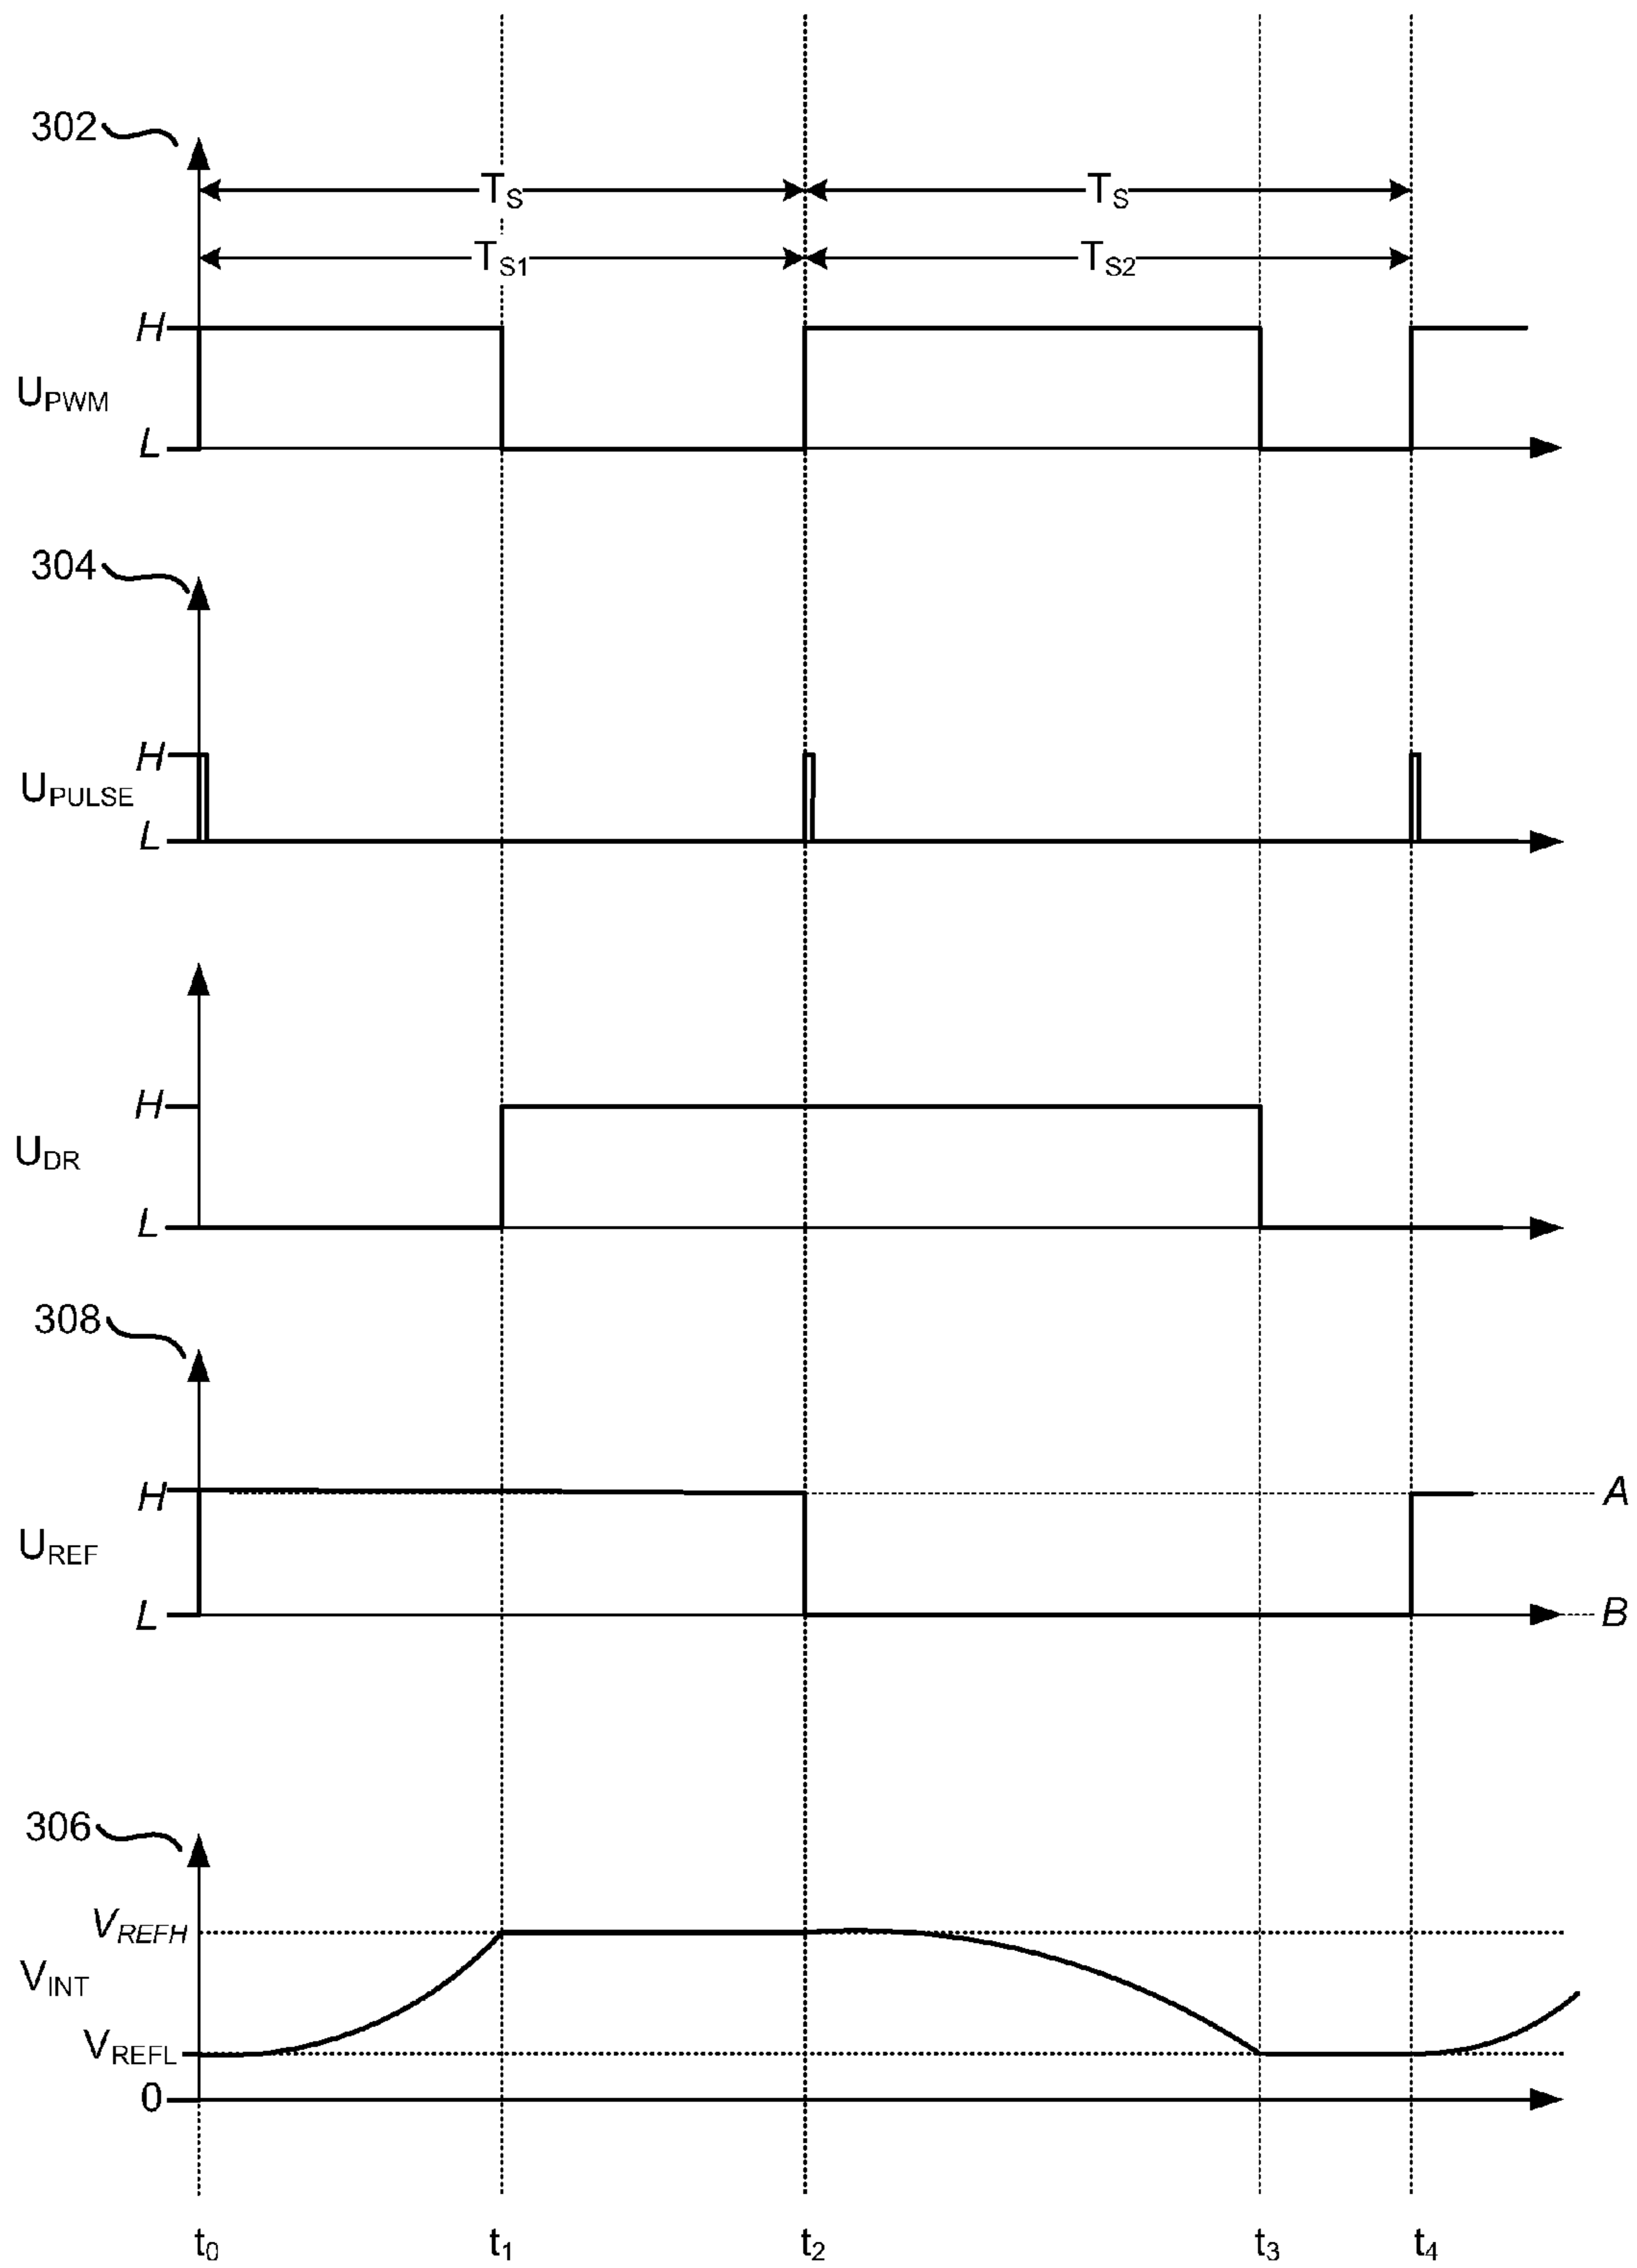 302
TS TS
TS1 TS2
H
UPWM
L
304
H
UPULSE
L
H
UDR
L
308
H A
UREF
L B
306
VREFH
VINT
VREFL
0
t0 t1 t2 t3 t4